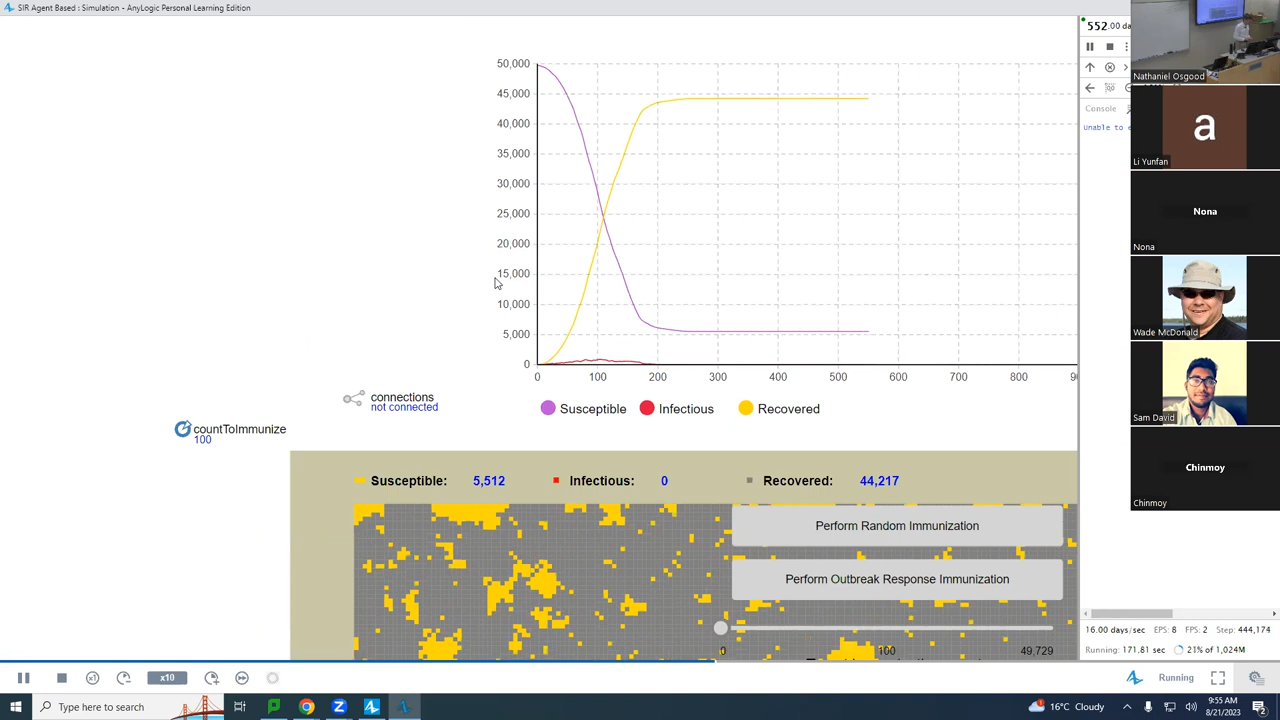 SIR Agent Based : Simulation - AnyLogic Personal Learning Edition
50,000
45,000
40,000
35,000
30,000
25,000
20,000
15,000
10,000
5,000
0
0 100 200 300 400 500 600 700 800
Susceptible Infectious Recovered
connections
not connected
countToImmunize
100
Susceptible: 5,512 Infectious: 0 Recovered: 44,217
Perform Random Immunization
Perform Outbreak Response Immunization
0 100 49,729
552.00
Console
Unable to
16.00 days/sec EPS: 8 FPS: 2 Step: 444,174
Running: 171.81 sec 21% of 1,024M
Nathaniel Osgood
a
Li Yunfan
Nona
Nona
Wade McDonald
Sam David
Chinmoy
Chinmoy
x1 x10 Running
Type here to search
16°C Cloudy
9:55 AM
8/21/2023
2